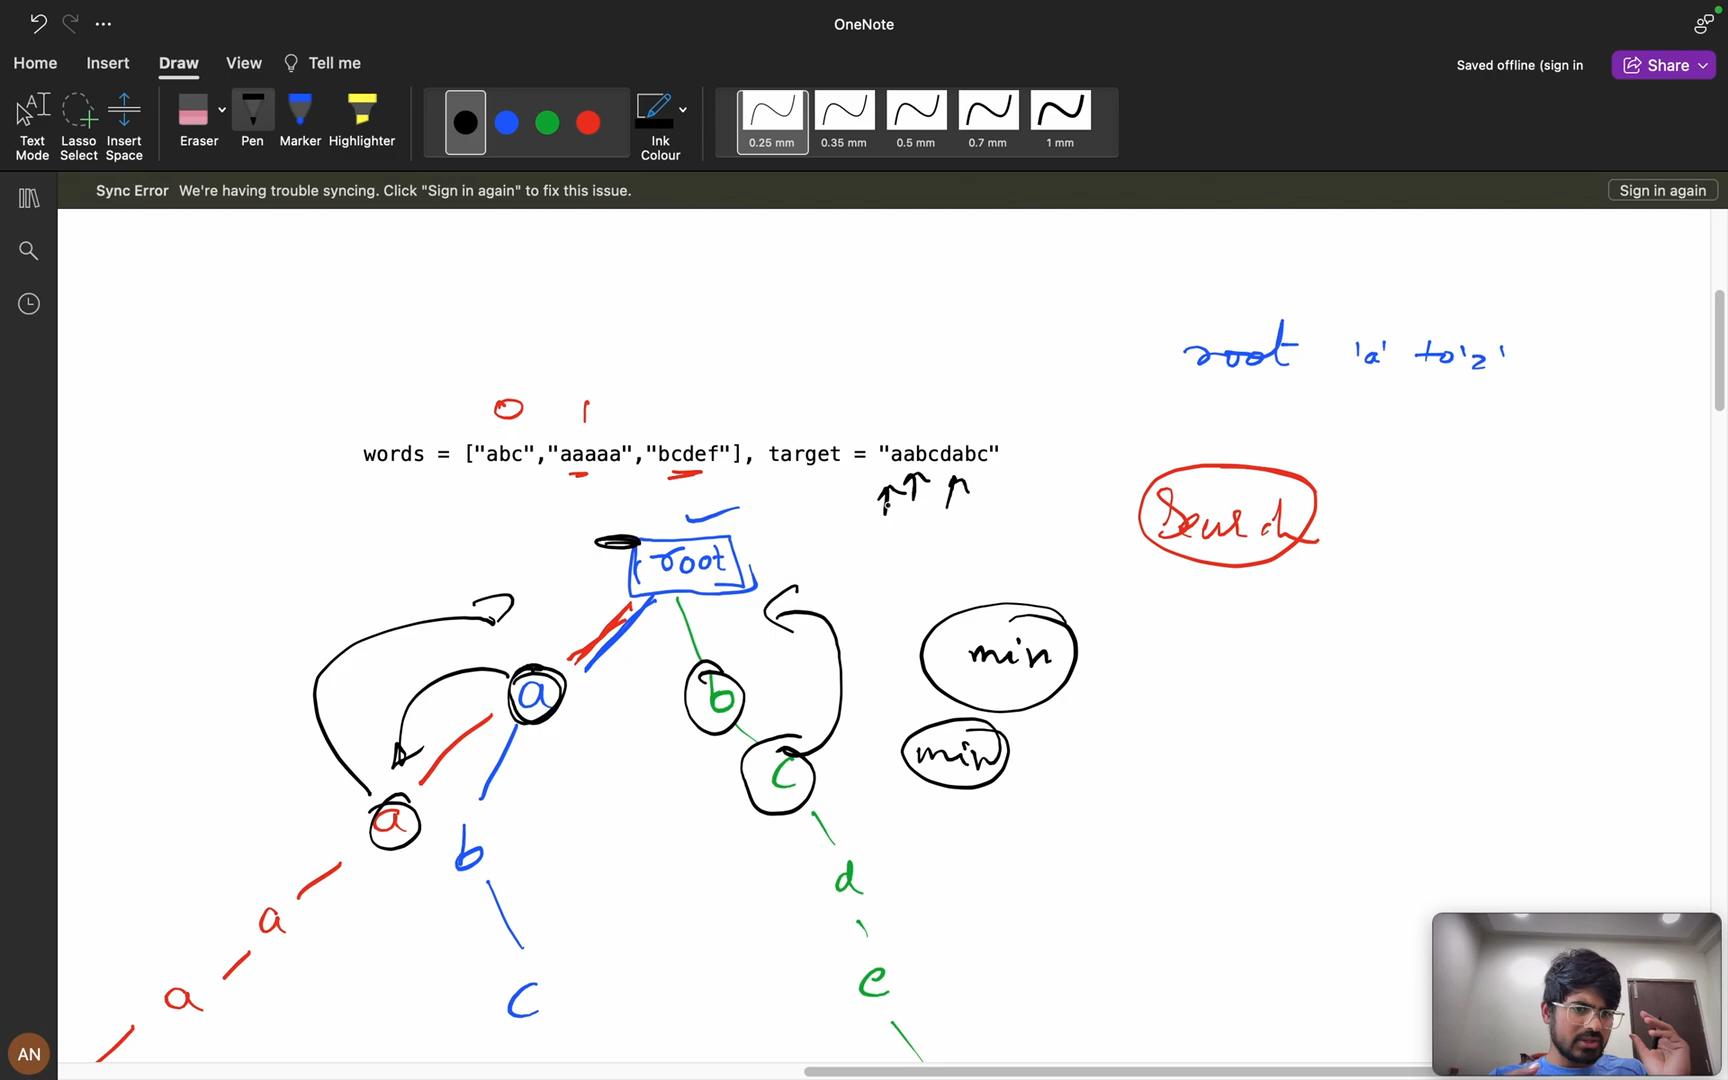 OneNote
Home Insert Draw View Tell me
Saved offline (sign in
Share
Text Mode
Lasso Select
Insert Space
Eraser
Pen
Marker
Highlighter
Ink Colour
0.25 mm
0.35 mm
0.5 mm
0.7 mm
1 mm
Sync Error We're having trouble syncing. Click "Sign in again" to fix this issue.
Sign in again
root 'a' to 'z'
0 1
words = ["abc","aaaaa","bcdef"], target = "aabcdabc"
Search
root
min
a b
min
c
a
b
d
a
e
a
c
AN